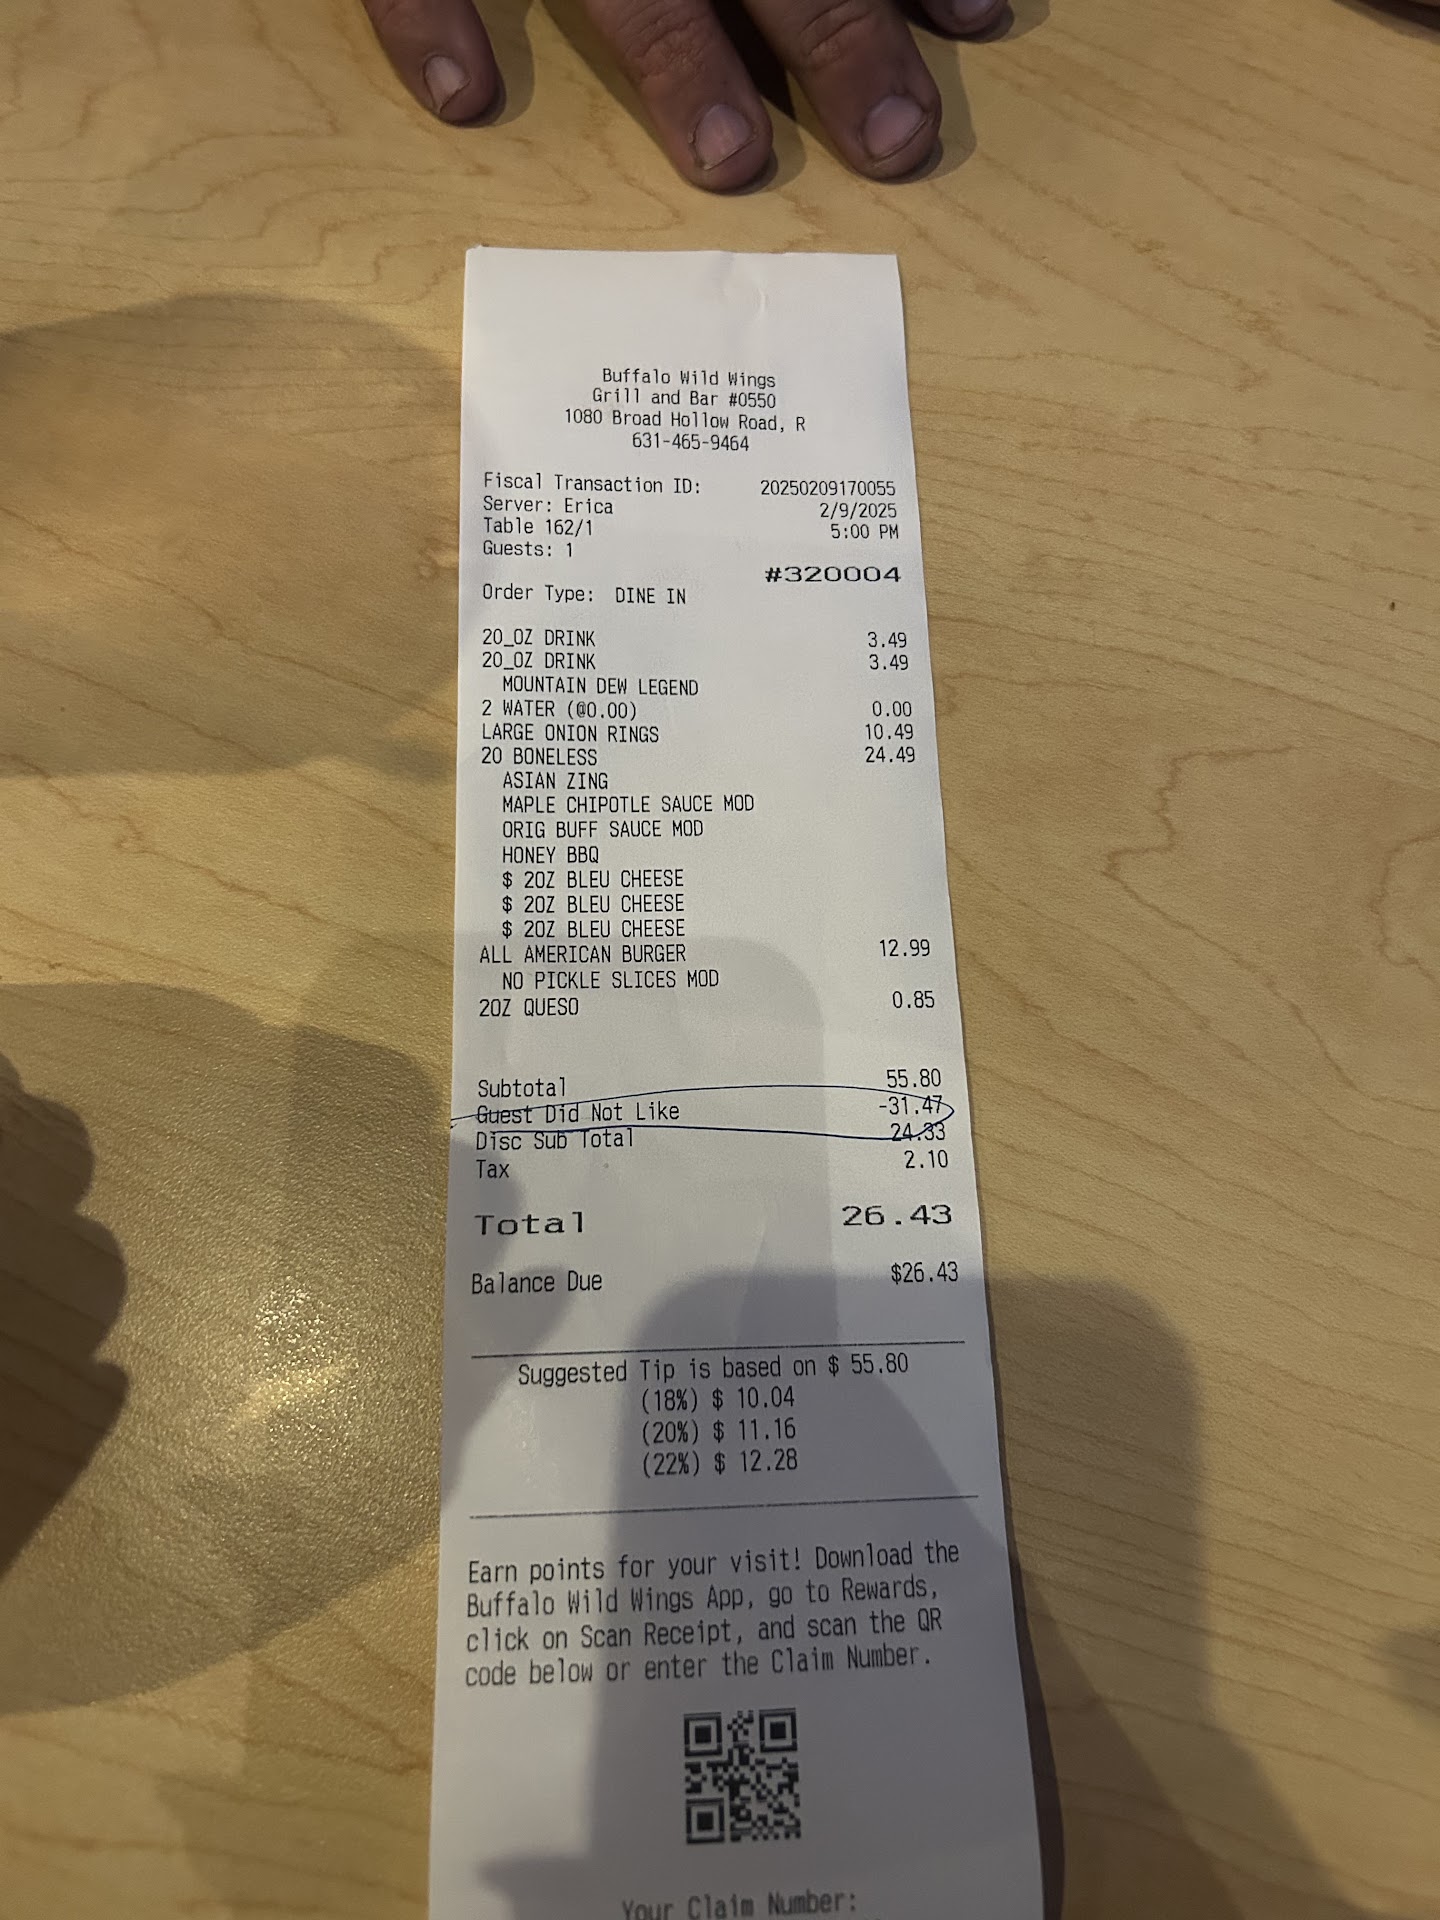 Buffalo Wild Wings
Grill and Bar #0550
1080 Broad Hollow Road, R
631-465-9464
Fiscal Transaction ID: 20250209170055
Server: Erica 2/9/2025
Table 162/1 5:00 PM
Guests: 1
#320004
Order Type: DINE IN
20_OZ DRINK 3.49
20_OZ DRINK 3.49
MOUNTAIN DEW LEGEND
2 WATER (@0.00) 0.00
LARGE ONION RINGS 10.49
20 BONELESS 24.49
ASIAN ZING
MAPLE CHIPOTLE SAUCE MOD
ORIG BUFF SAUCE MOD
HONEY BBQ
$ 2OZ BLEU CHEESE
$ 2OZ BLEU CHEESE
$ 2OZ BLEU CHEESE
ALL AMERICAN BURGER 12.99
NO PICKLE SLICES MOD
2OZ QUESO 0.85
Subtotal 55.80
Guest Did Not Like -31.47
Disc Sub Total 24.33
Tax 2.10
Total 26.43
Balance Due $26.43
Suggested Tip is based on $ 55.80
(18%) $ 10.04
(20%) $ 11.16
(22%) $ 12.28
Earn points for your visit! Download the
Buffalo Wild Wings App, go to Rewards,
click on Scan Receipt, and scan the QR
code below or enter the Claim Number.
Your Claim Number: